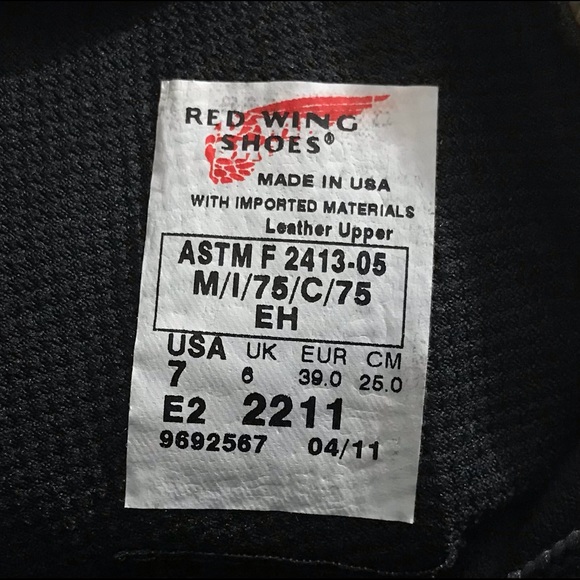 RED WING
SHOES®
MADE IN USA
WITH IMPORTED MATERIALS
Leather Upper
ASTM F 2413-05
M/I/75/C/75
EH
USA UK EUR CM
7 6 39.0 25.0
E2 2211
9692567 04/11